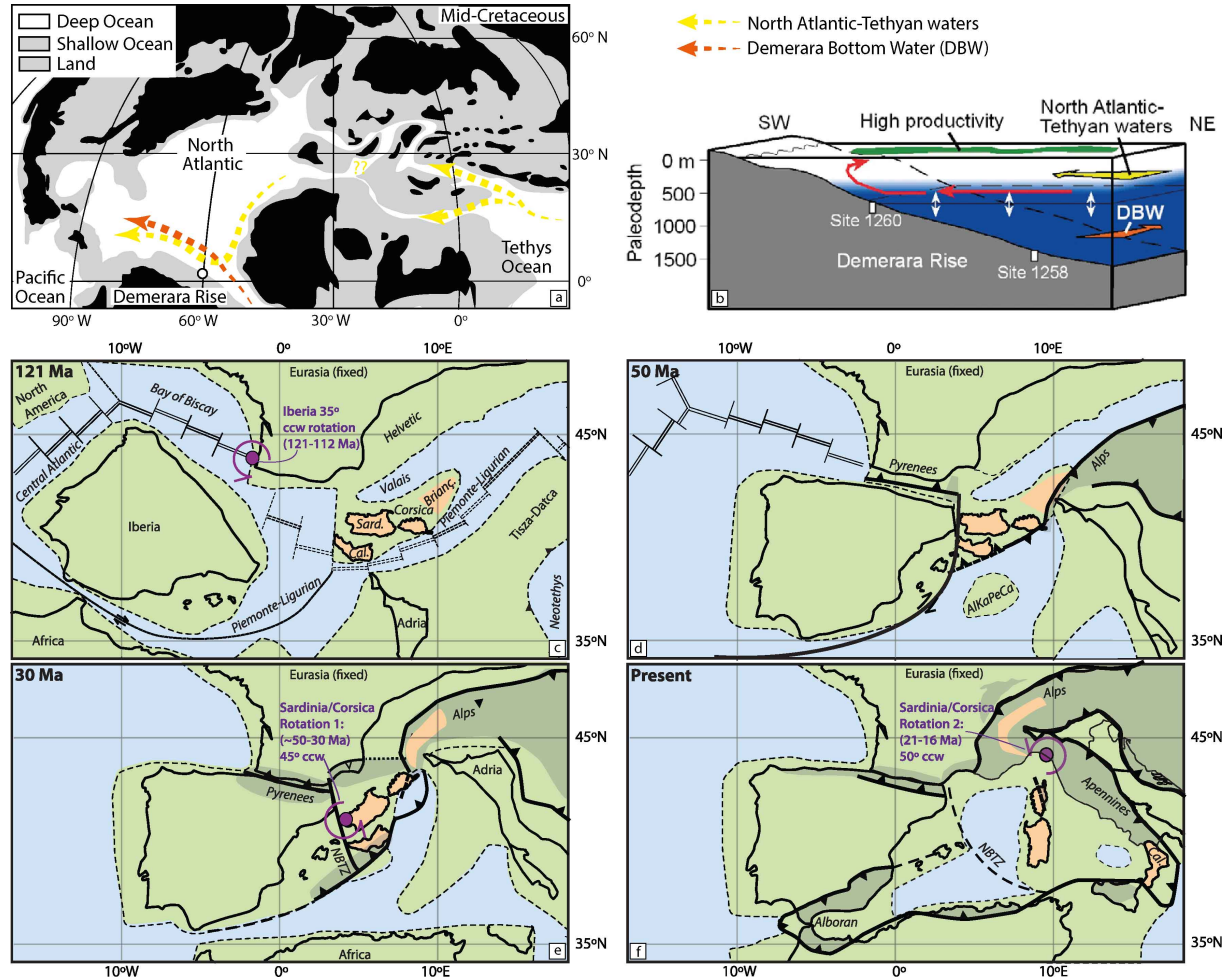 Deep Ocean
Shallow Ocean
Land
Mid-Cretaceous
60° N
North
Atlantic
30° N
??
Tethys
Ocean
Pacific
Ocean
Demerara Rise
0°
a
90° W
60° W
30° W
0°
North Atlantic-Tethyan waters
Demerara Bottom Water (DBW)
SW
High productivity
North Atlantic-
Tethyan waters
NE
Paleodepth
0 m
500
1000
1500
Site 1260
DBW
Demerara Rise
Site 1258
b
10°W
0°
10°E
121 Ma
North
America
Bay of Biscay
Eurasia (fixed)
Iberia 35°
ccw rotation
(121-112 Ma)
Helvetic
45°N
Central Atlantic
Valais
Brianç.
Piemonte-Ligurian
Corsica
Sard.
Cal.
Iberia
Tisza-Datca
Piemonte-Ligurian
Neotethys
Africa
Adria
35°N
c
10°W
0°
10°E
50 Ma
Eurasia (fixed)
45°N
Pyrenees
Alps
AlKaPeCa
35°N
d
30 Ma
Eurasia (fixed)
Sardinia/Corsica
Rotation 1:
(~50-30 Ma)
45° ccw
Alps
45°N
Adria
Pyrenees
NBTZ
Africa
35°N
e
10°W
0°
10°E
Present
Eurasia (fixed)
Sardinia/Corsica
Rotation 2:
(21-16 Ma)
50° ccw
Alps
45°N
Apennines
NBTZ
Cal.
Alboran
35°N
f
10°W
0°
10°E